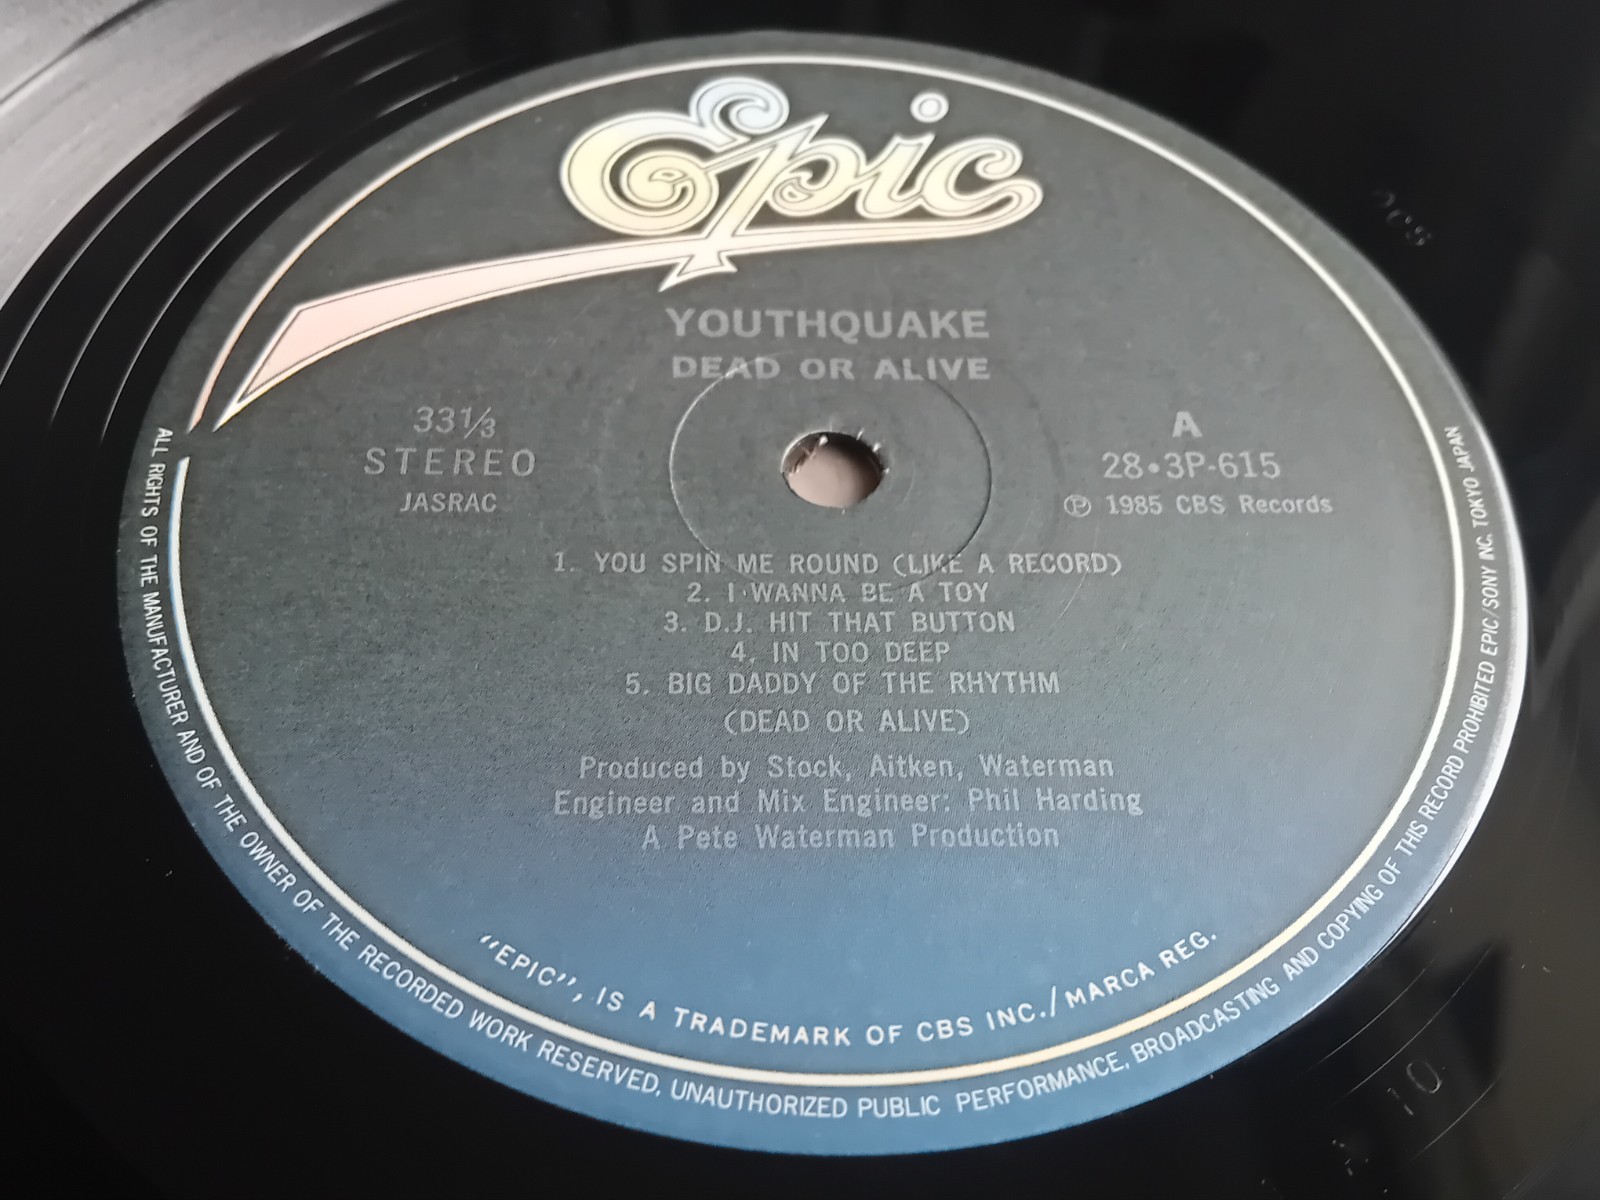 Epic
YOUTHQUAKE
DEAD OR ALIVE
33⅓
STEREO
JASRAC
A
28•3P-615
℗ 1985 CBS Records
1. YOU SPIN ME ROUND (LIKE A RECORD)
2. I WANNA BE A TOY
3. D.J. HIT THAT BUTTON
4. IN TOO DEEP
5. BIG DADDY OF THE RHYTHM
(DEAD OR ALIVE)
Produced by Stock, Aitken, Waterman
Engineer and Mix Engineer: Phil Harding
A Pete Waterman Production
"EPIC", IS A TRADEMARK OF CBS INC./MARCA REG.
ALL RIGHTS OF THE MANUFACTURER AND OF THE OWNER OF THE RECORDED WORK RESERVED, UNAUTHORIZED PUBLIC PERFORMANCE, BROADCASTING AND COPYING OF THIS RECORD PROHIBITED EPIC/SONY INC. TOKYO JAPAN